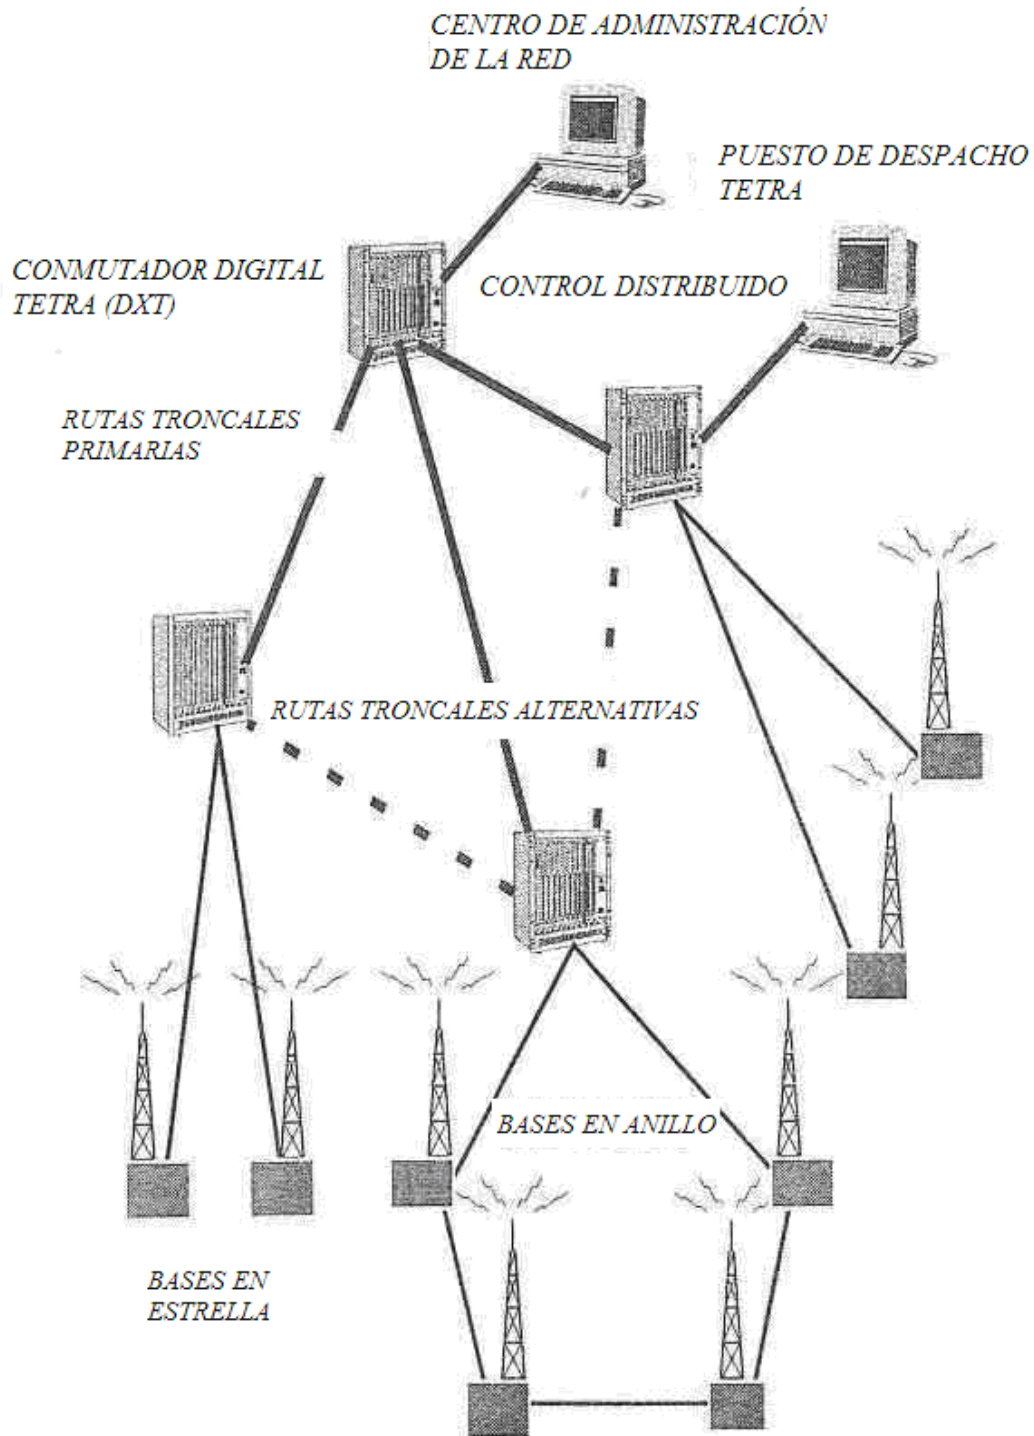 CENTRO DE ADMINISTRACIÓN
DE LA RED
PUESTO DE DESPACHO
TETRA
CONMUTADOR DIGITAL
TETRA (DXT)
CONTROL DISTRIBUIDO
RUTAS TRONCALES
PRIMARIAS
RUTAS TRONCALES ALTERNATIVAS
BASES EN ANILLO
BASES EN
ESTRELLA